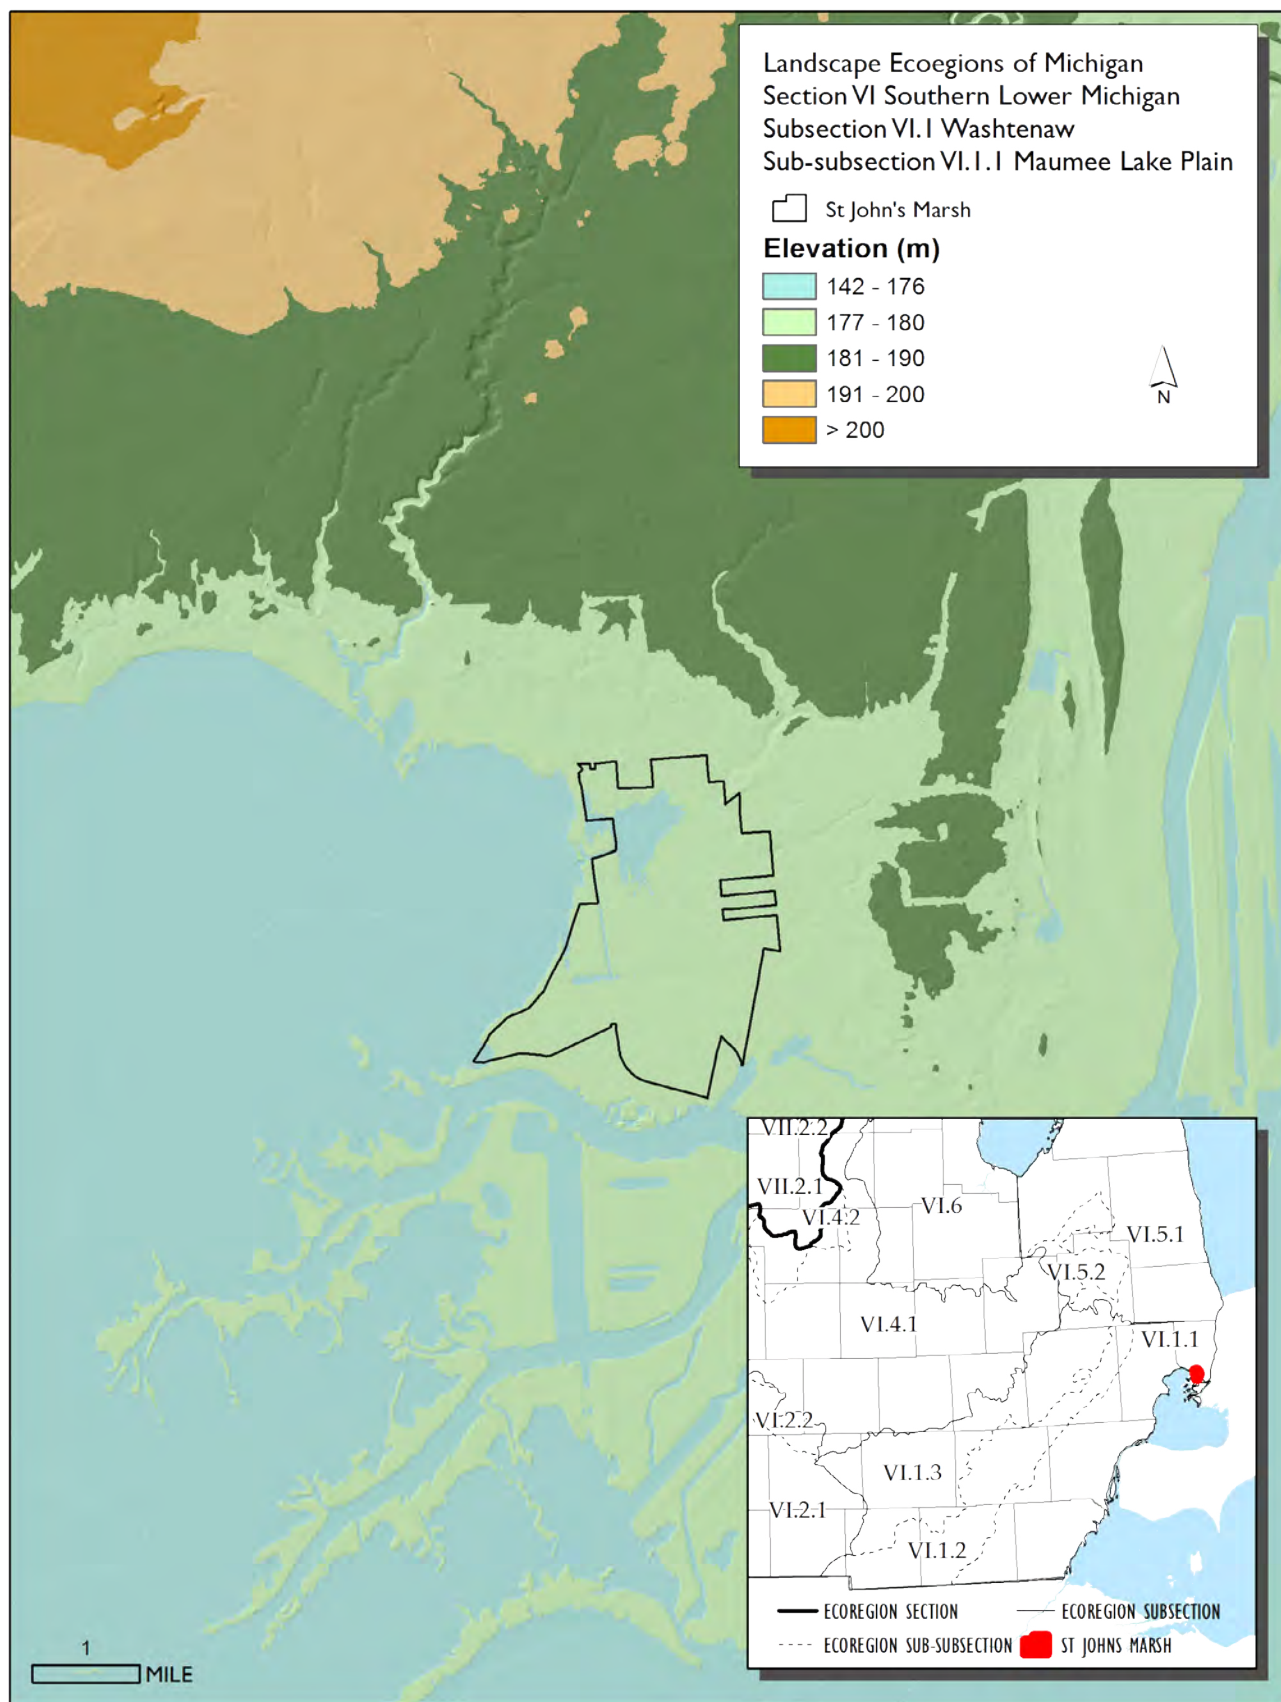 Landscape Ecoegions of Michigan
Section VI Southern Lower Michigan
Subsection VI.1 Washtenaw
Sub-subsection VI.1.1 Maumee Lake Plain
St John's Marsh
Elevation (m)
142 - 176
177 - 180
181 - 190
191 - 200
> 200
N
VII.2.2
VII.2.1
VI.4.2
VI.6
VI.5.1
VI.5.2
VI.4.1
VI.1.1
VI.2.2
VI.1.3
VI.2.1
VI.1.2
ECOREGION SECTION
ECOREGION SUBSECTION
ECOREGION SUB-SUBSECTION
ST JOHNS MARSH
1
MILE